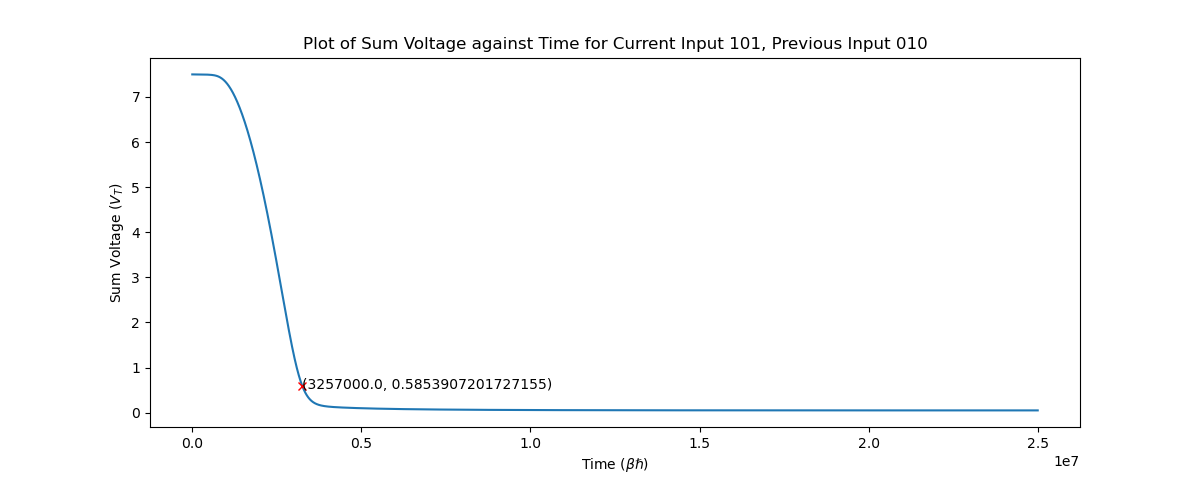 Plot of Sum Voltage against Time for Current Input 101, Previous Input 010
Sum Voltage (V_T)
7
6
5
4
3
2
1
0
(3257000.0, 0.5853907201727155)
0.0 0.5 1.0 1.5 2.0 2.5
1e7
Time (βℏ)